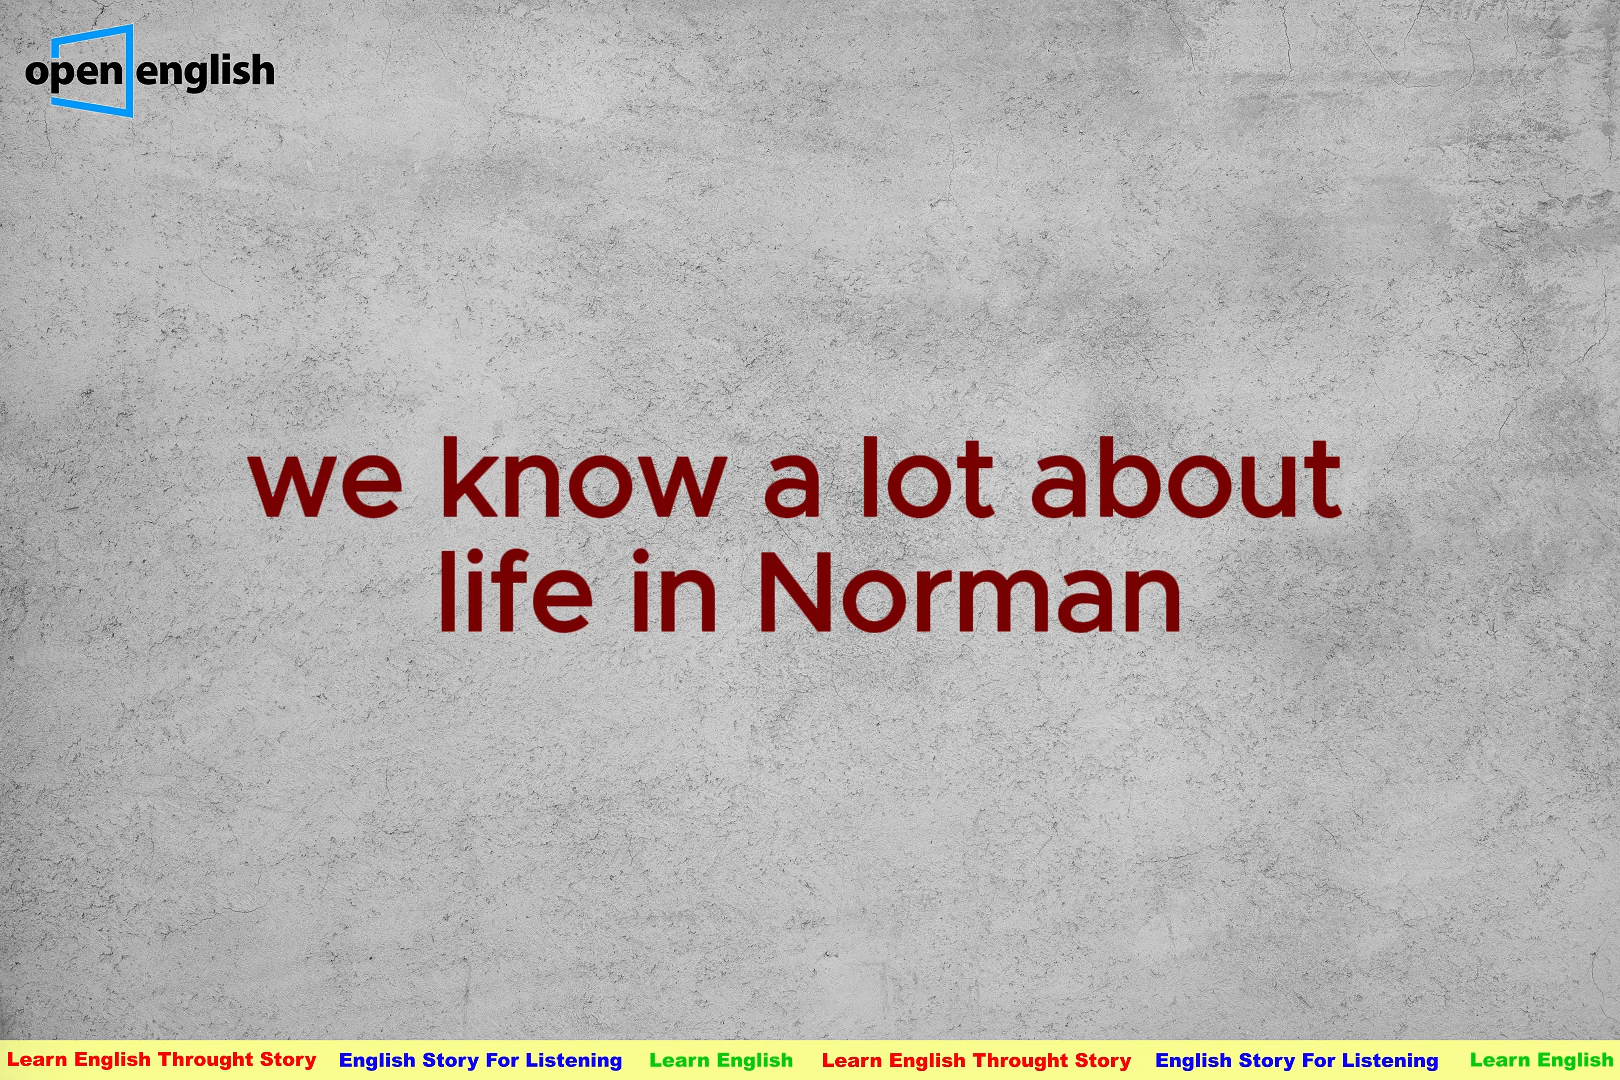 open english
we know a lot about
life in Norman
Learn English Throught Story English Story For Listening Learn English Learn English Throught Story English Story For Listening Learn English